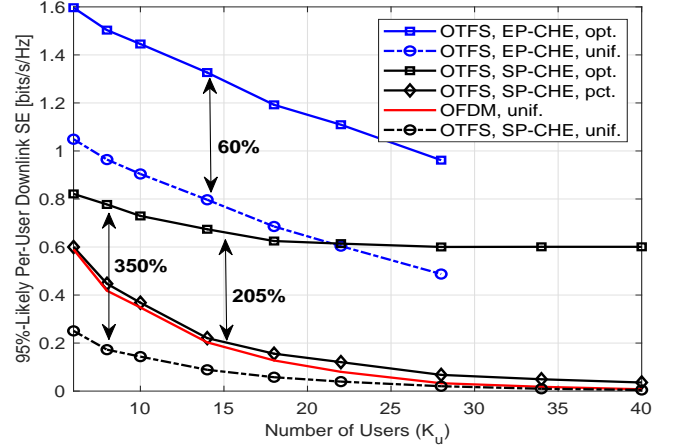 1.6
1.4
1.2
1
0.8
0.6
0.4
0.2
0
95%-Likely Per-User Downlink SE [bits/s/Hz]
OTFS, EP-CHE, opt.
OTFS, EP-CHE, unif.
OTFS, SP-CHE, opt.
OTFS, SP-CHE, pct.
OFDM, unif.
OTFS, SP-CHE, unif.
60%
350%
205%
10 15 20 25 30 35 40
Number of Users (K_u)